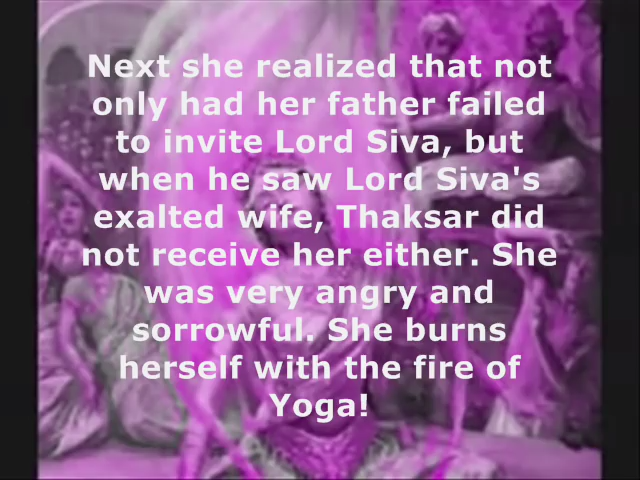 Next she realized that not
only had her father failed
to invite Lord Siva, but
when he saw Lord Siva's
exalted wife, Thaksar did
not receive her either. She
was very angry and
sorrowful. She burns
herself with the fire of
Yoga!